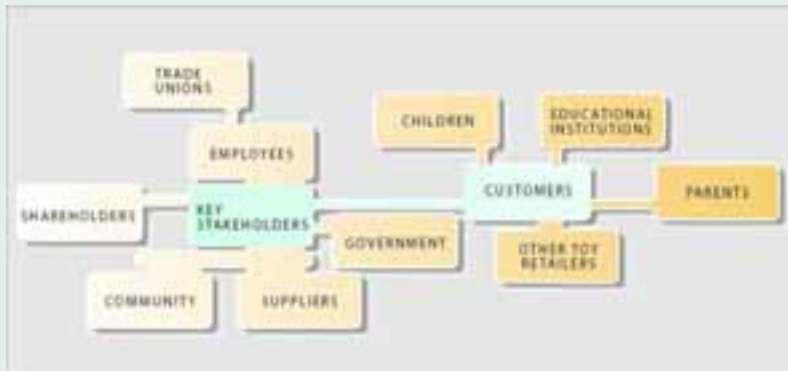 TRADE
UNIONS
CHILDREN
EDUCATIONAL
INSTITUTIONS
EMPLOYEES
CUSTOMERS
PARENTS
SHAREHOLDERS
KEY
STAKEHOLDERS
GOVERNMENT
OTHER TOY
RETAILERS
COMMUNITY
SUPPLIERS